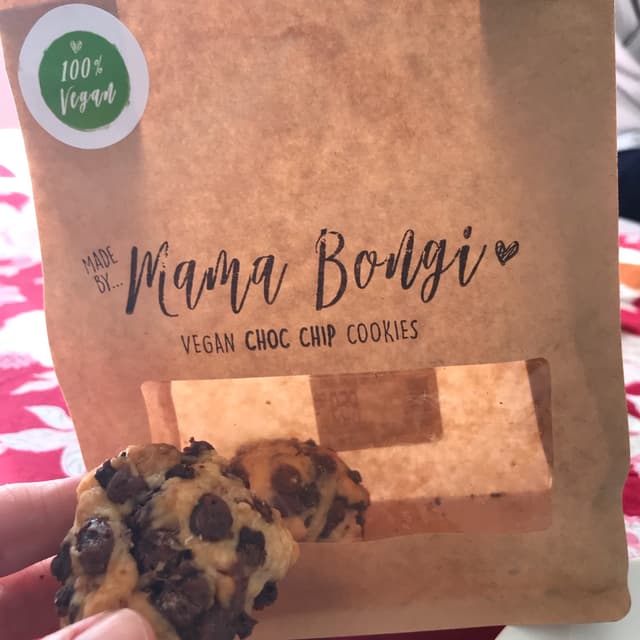 100%
Vegan
MADE
BY...
Mama Bongi
VEGAN CHOC CHIP COOKIES